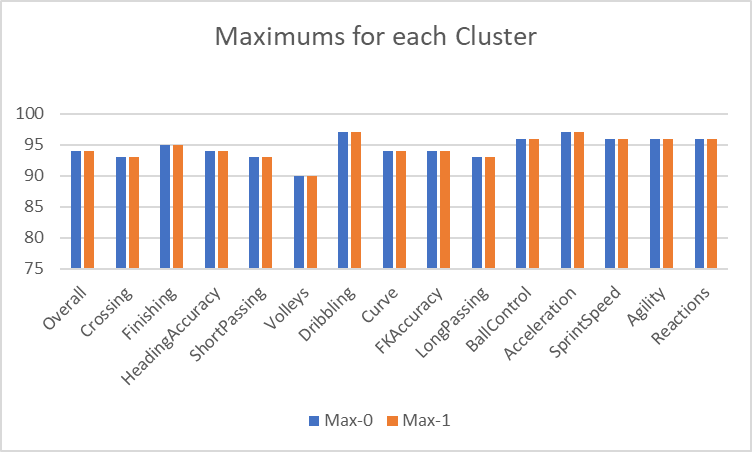 Maximums for each Cluster
100
95
90
85
80
75
Overall
Crossing
Finishing
HeadingAccuracy
ShortPassing
Volleys
Dribbling
Curve
FKAccuracy
LongPassing
BallControl
Acceleration
SprintSpeed
Agility
Reactions
Max-0 Max-1